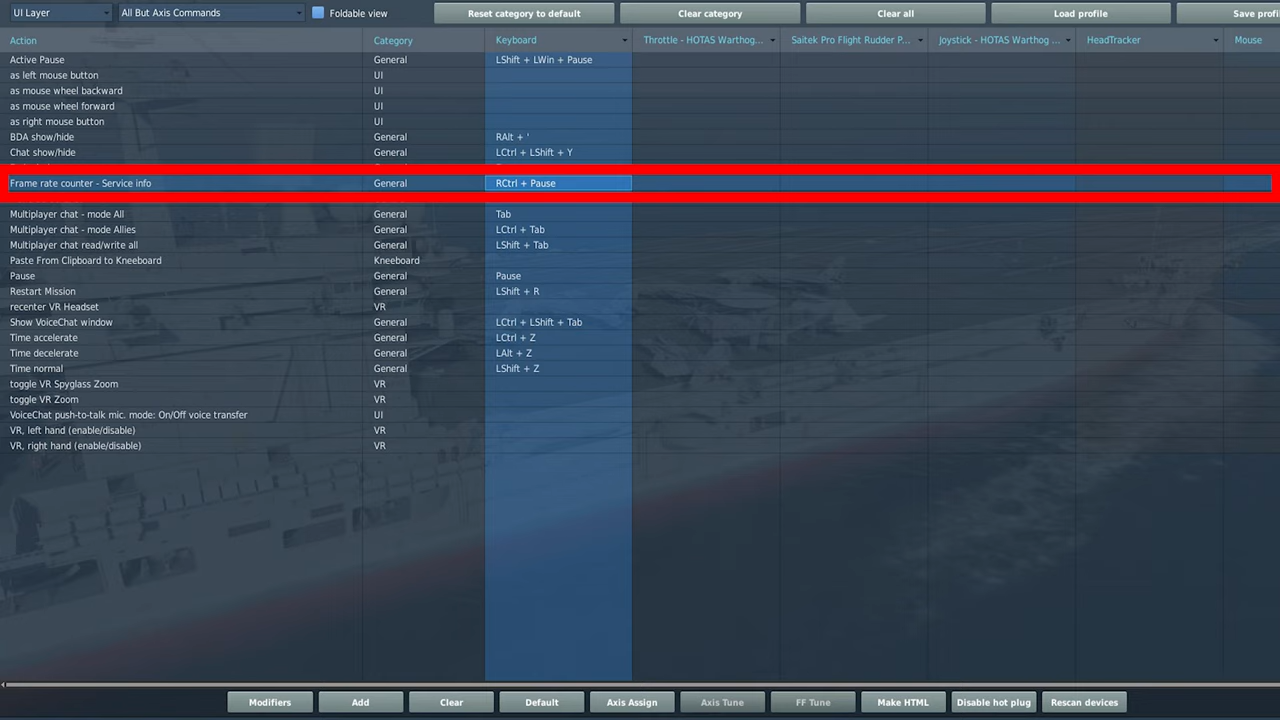 UI Layer All But Axis Commands Foldable view Reset category to default Clear category Clear all Load profile Save profi
Action Category Keyboard Throttle - HOTAS Warthog... Saitek Pro Flight Rudder P... Joystick - HOTAS Warthog ... HeadTracker Mouse
Active Pause General LShift + LWin + Pause
as left mouse button UI
as mouse wheel backward UI
as mouse wheel forward UI
as right mouse button UI
BDA show/hide General RAlt + '
Chat show/hide General LCtrl + LShift + Y
Frame rate counter - Service info General RCtrl + Pause
Multiplayer chat - mode All General Tab
Multiplayer chat - mode Allies General LCtrl + Tab
Multiplayer chat read/write all General LShift + Tab
Paste From Clipboard to Kneeboard Kneeboard
Pause General Pause
Restart Mission General LShift + R
recenter VR Headset VR
Show VoiceChat window General LCtrl + LShift + Tab
Time accelerate General LCtrl + Z
Time decelerate General LAlt + Z
Time normal General LShift + Z
toggle VR Spyglass Zoom VR
toggle VR Zoom VR
VoiceChat push-to-talk mic. mode: On/Off voice transfer UI
VR, left hand (enable/disable) VR
VR, right hand (enable/disable) VR
Modifiers Add Clear Default Axis Assign Axis Tune FF Tune Make HTML Disable hot plug Rescan devices